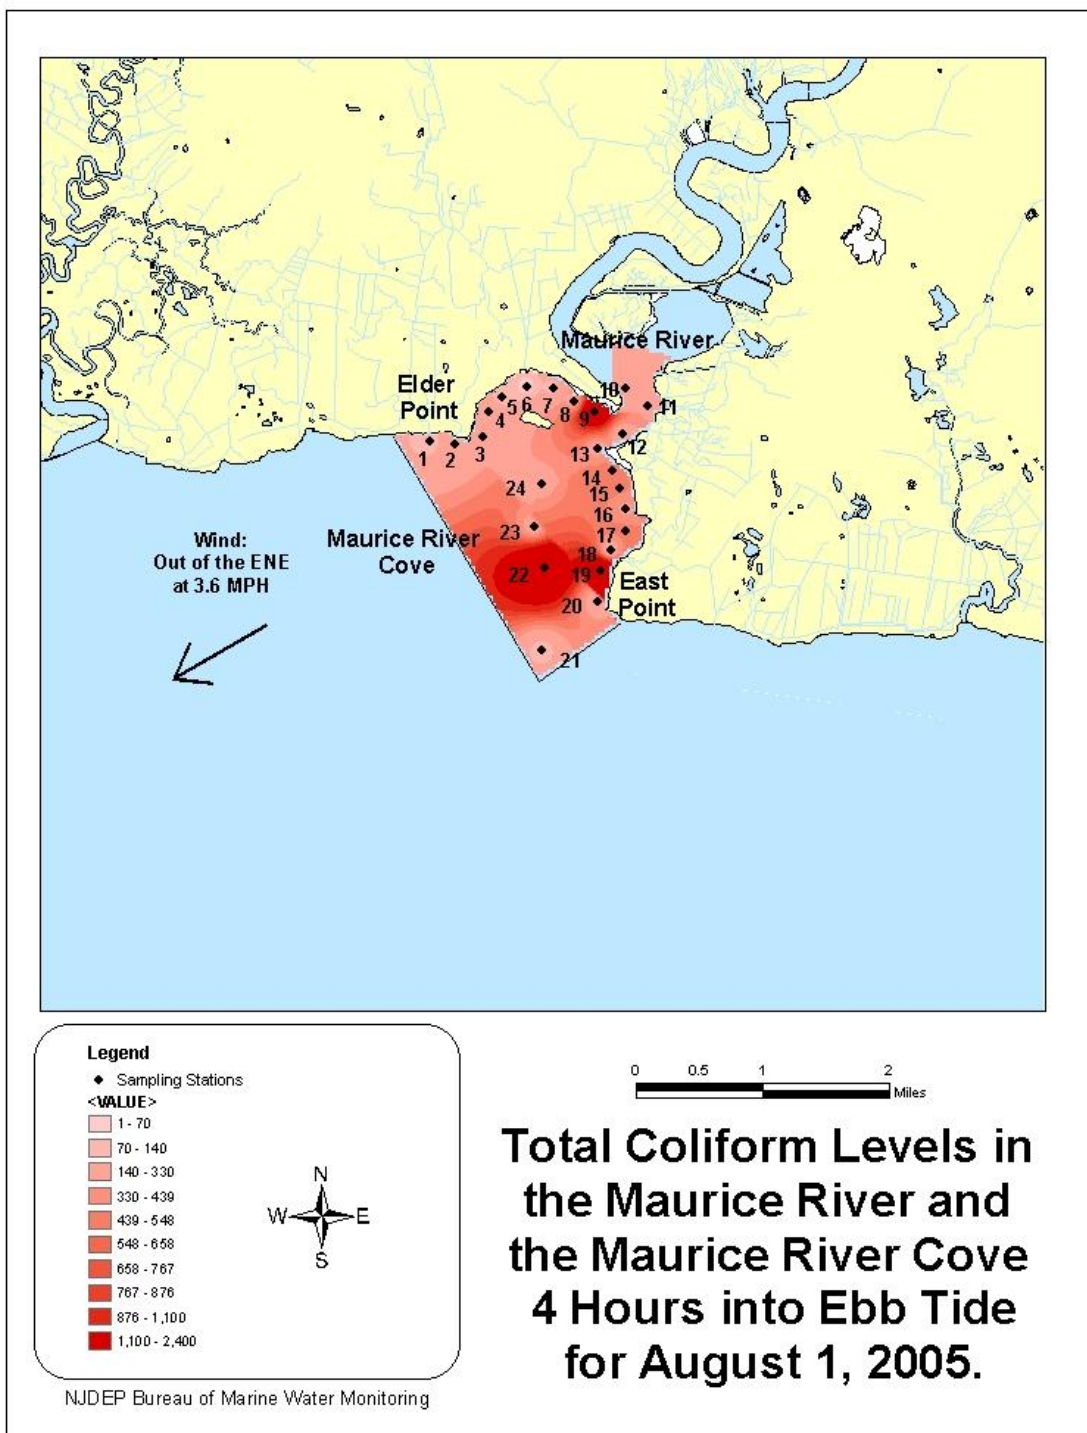 Maurice River
Elder
Point
10
6
7
5
8
9
11
4
1
2
3
12
13
14
24
15
16
23
17
Wind:
Out of the ENE
at 3.6 MPH
Maurice River
Cove
18
22
19
East
Point
20
21
Legend
Sampling Stations
<VALUE>
1 - 70
70 - 140
140 - 330
330 - 439
439 - 548
548 - 658
658 - 767
767 - 876
876 - 1,100
1,100 - 2,400
N
W
E
S
0
0.5
1
2
Miles
Total Coliform Levels in
the Maurice River and
the Maurice River Cove
4 Hours into Ebb Tide
for August 1, 2005.
NJDEP Bureau of Marine Water Monitoring